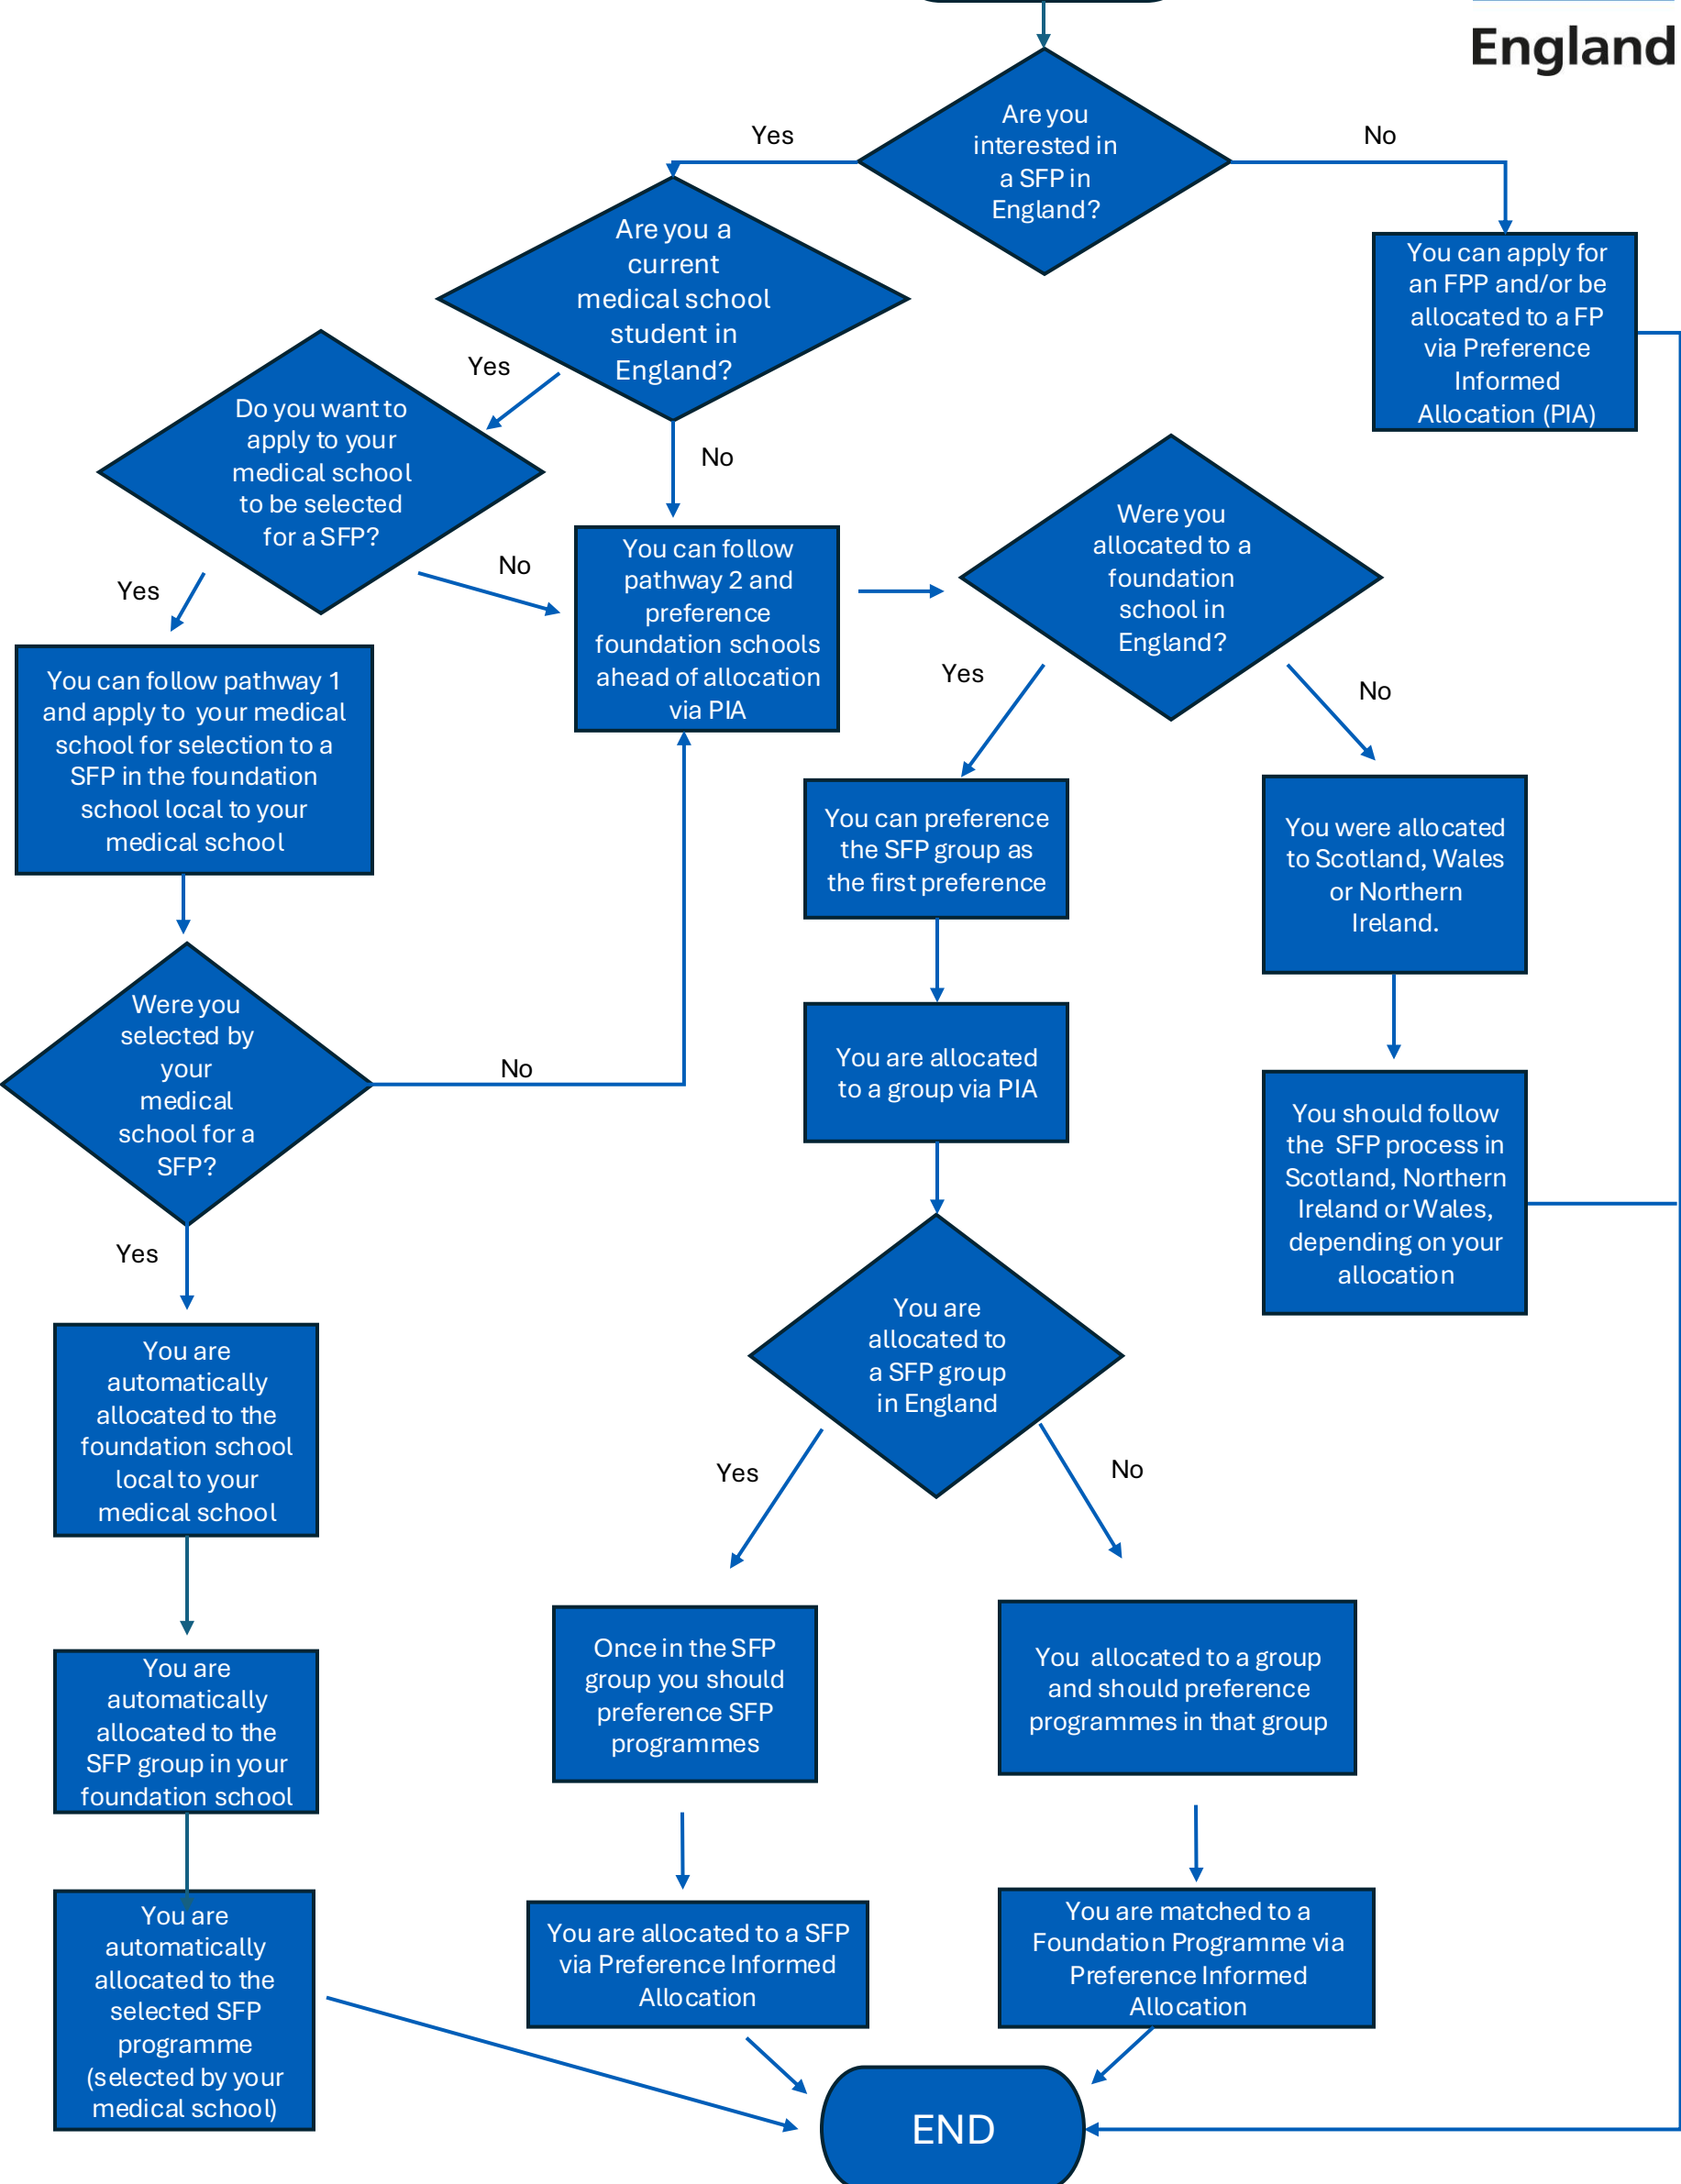 England
Are you
interested in
a SFP in
England?
Yes
No
You can apply for
an FPP and/or be
allocated to a FP
via Preference
Informed
Allocation (PIA)
Are you a
current
medical school
student in
England?
Yes
No
Do you want to
apply to your
medical school
to be selected
for a SFP?
Yes
No
You can follow
pathway 2 and
preference
foundation schools
ahead of allocation
via PIA
Were you
allocated to a
foundation
school in
England?
Yes
No
You can follow pathway 1
and apply to your medical
school for selection to a
SFP in the foundation
school local to your
medical school
You can preference
the SFP group as
the first preference
You were allocated
to Scotland, Wales
or Northern
Ireland.
Were you
selected by
your
medical
school for a
SFP?
No
Yes
You are allocated
to a group via PIA
You should follow
the SFP process in
Scotland, Northern
Ireland or Wales,
depending on your
allocation
You are
allocated to
a SFP group
in England
Yes
No
You are
automatically
allocated to the
foundation school
local to your
medical school
Once in the SFP
group you should
preference SFP
programmes
You allocated to a group
and should preference
programmes in that group
You are
automatically
allocated to the
SFP group in your
foundation school
You are
automatically
allocated to the
selected SFP
programme
(selected by your
medical school)
You are allocated to a SFP
via Preference Informed
Allocation
You are matched to a
Foundation Programme via
Preference Informed
Allocation
END